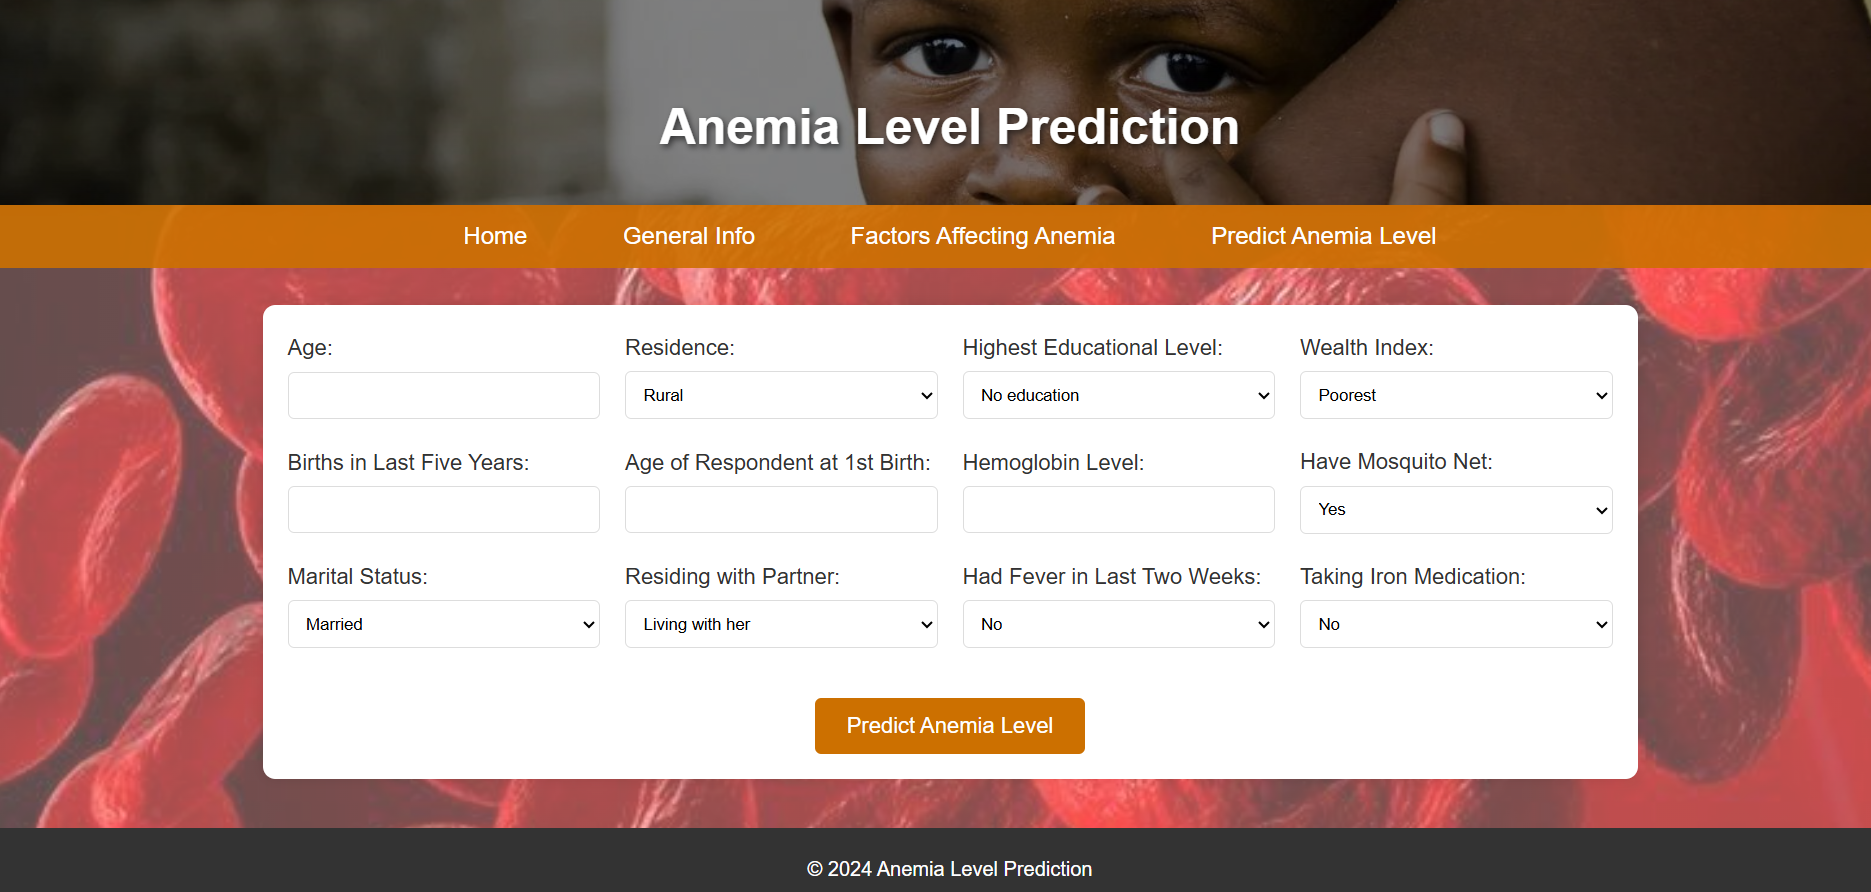 Anemia Level Prediction
Home General Info Factors Affecting Anemia Predict Anemia Level
Age: Residence: Highest Educational Level: Wealth Index:
Rural No education Poorest
Births in Last Five Years: Age of Respondent at 1st Birth: Hemoglobin Level: Have Mosquito Net:
Yes
Marital Status: Residing with Partner: Had Fever in Last Two Weeks: Taking Iron Medication:
Married Living with her No No
Predict Anemia Level
© 2024 Anemia Level Prediction